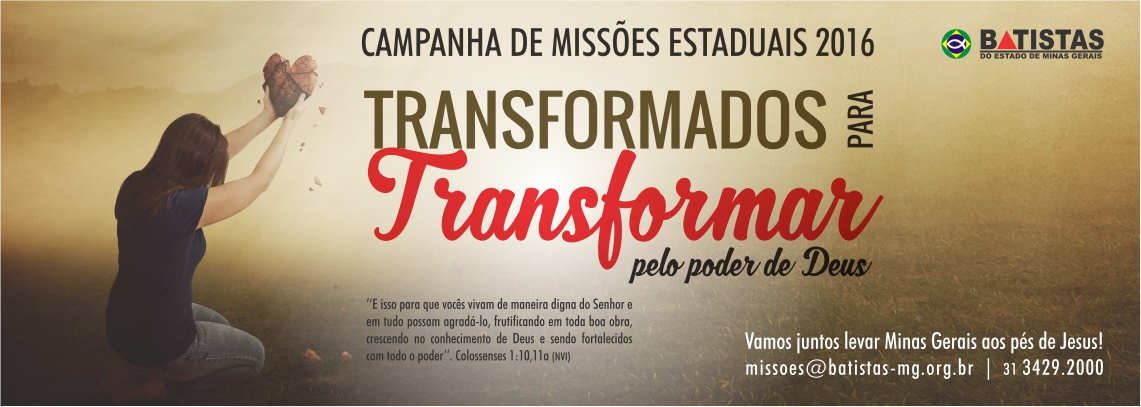 CAMPANHA DE MISSÕES ESTADUAIS 2016
BATISTAS
DO ESTADO DE MINAS GERAIS
TRANSFORMADOS PARA
Transformar
pelo poder de Deus
“E isso para que vocês vivam de maneira digna do Senhor e
em tudo possam agradá-lo, frutificando em toda boa obra,
crescendo no conhecimento de Deus e sendo fortalecidos
com todo o poder”. Colossenses 1:10,11a (NVI)
Vamos juntos levar Minas Gerais aos pés de Jesus!
missoes@batistas-mg.org.br | 31 3429.2000